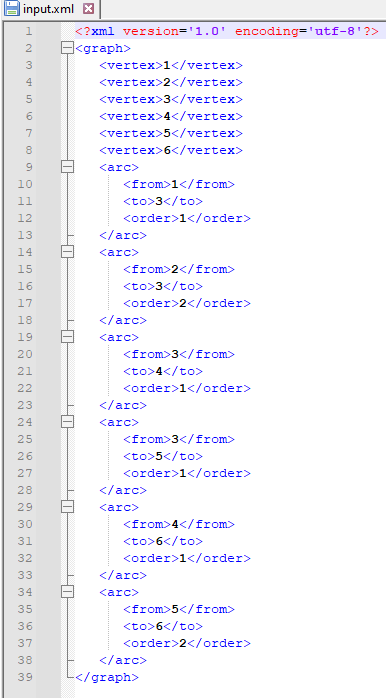 input.xml
1 <?xml version='1.0' encoding='utf-8'?>
2 <graph>
3 <vertex>1</vertex>
4 <vertex>2</vertex>
5 <vertex>3</vertex>
6 <vertex>4</vertex>
7 <vertex>5</vertex>
8 <vertex>6</vertex>
9 <arc>
10 <from>1</from>
11 <to>3</to>
12 <order>1</order>
13 </arc>
14 <arc>
15 <from>2</from>
16 <to>3</to>
17 <order>2</order>
18 </arc>
19 <arc>
20 <from>3</from>
21 <to>4</to>
22 <order>1</order>
23 </arc>
24 <arc>
25 <from>3</from>
26 <to>5</to>
27 <order>1</order>
28 </arc>
29 <arc>
30 <from>4</from>
31 <to>6</to>
32 <order>1</order>
33 </arc>
34 <arc>
35 <from>5</from>
36 <to>6</to>
37 <order>2</order>
38 </arc>
39 </graph>